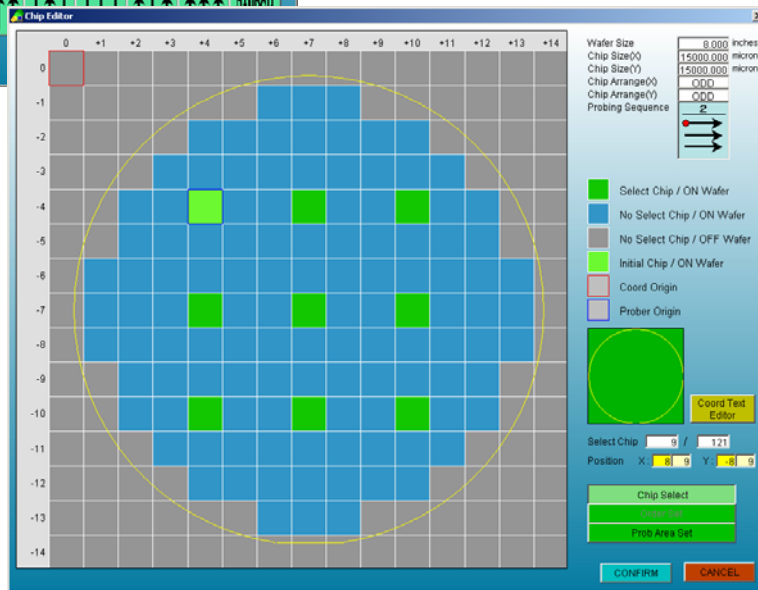 Chip Editor
0 +1 +2 +3 +4 +5 +6 +7 +8 +9 +10 +11 +12 +13 +14
0
-1
-2
-3
-4
-5
-6
-7
-8
-9
-10
-11
-12
-13
-14
Wafer Size 8.000 inches
Chip Size(X) 15000.000 micron
Chip Size(Y) 15000.000 micron
Chip Arrange(X) ODD
Chip Arrange(Y) ODD
Probing Sequence 2
Select Chip / ON Wafer
No Select Chip / ON Wafer
No Select Chip / OFF Wafer
Initial Chip / ON Wafer
Coord Origin
Prober Origin
Coord Text
Editor
Select Chip 9 / 121
Position X: 8 9 Y: -8 9
Chip Select
Prob Area Set
CONFIRM CANCEL